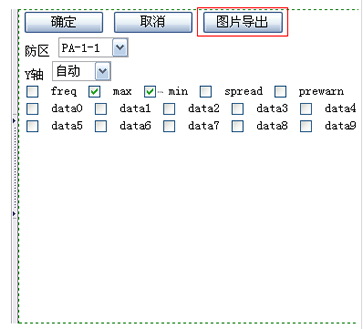 确定 取消 图片导出
防区 PA-1-1
Y轴 自动
freq max min spread prewarn
data0 data1 data2 data3 data4
data5 data6 data7 data8 data9